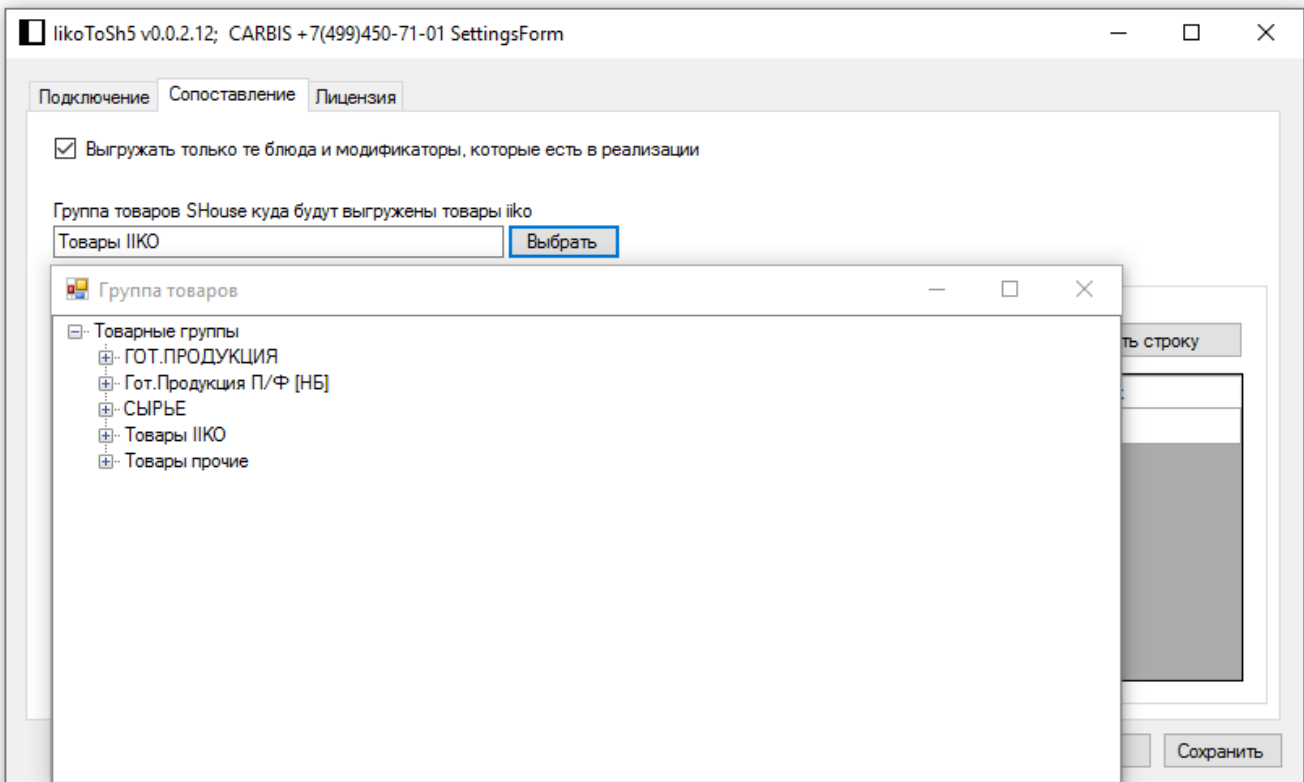 IikoToSh5 v0.0.2.12; CARBIS +7(499)450-71-01 SettingsForm
Подключение Сопоставление Лицензия
Выгружать только те блюда и модификаторы, которые есть в реализации
Группа товаров SHouse куда будут выгружены товары iiko
Товары IIKO Выбрать
Группа товаров
Товарные группы
ть строку
ГОТ.ПРОДУКЦИЯ
Гот.Продукция П/Ф [НБ]
СЫРЬЕ
Товары IIKO
Товары прочие
Сохранить